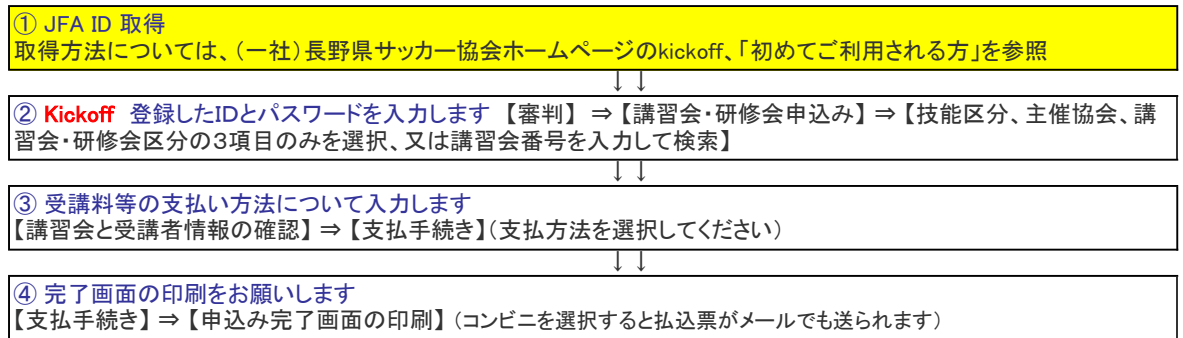 ① JFA ID 取得
取得方法については、(一社)長野県サッカー協会ホームページのkickoff、「初めてご利用される方」を参照
↓ ↓
② Kickoff 登録したIDとパスワードを入力します 【審判】 ⇒【講習会・研修会申込み】⇒【技能区分、主催協会、講
習会・研修会区分の3項目のみを選択、又は講習会番号を入力して検索】
↓ ↓
③ 受講料等の支払い方法について入力します
【講習会と受講者情報の確認】⇒【支払手続き】(支払方法を選択してください)
↓ ↓
④ 完了画面の印刷をお願いします
【支払手続き】⇒【申込み完了画面の印刷】(コンビニを選択すると払込票がメールでも送られます)